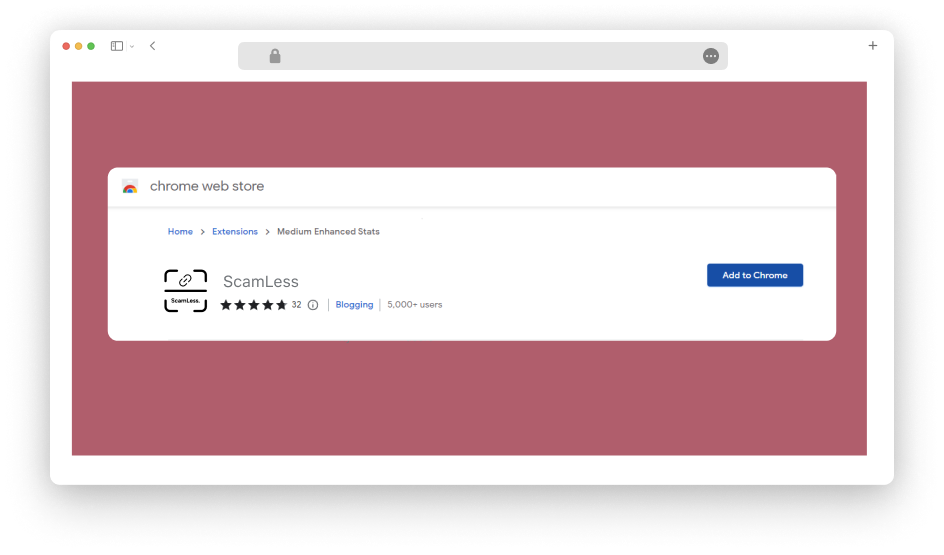 chrome web store
Home > Extensions > Medium Enhanced Stats
ScamLess
Add to Chrome
ScamLess.
32 Blogging 5,000+ users